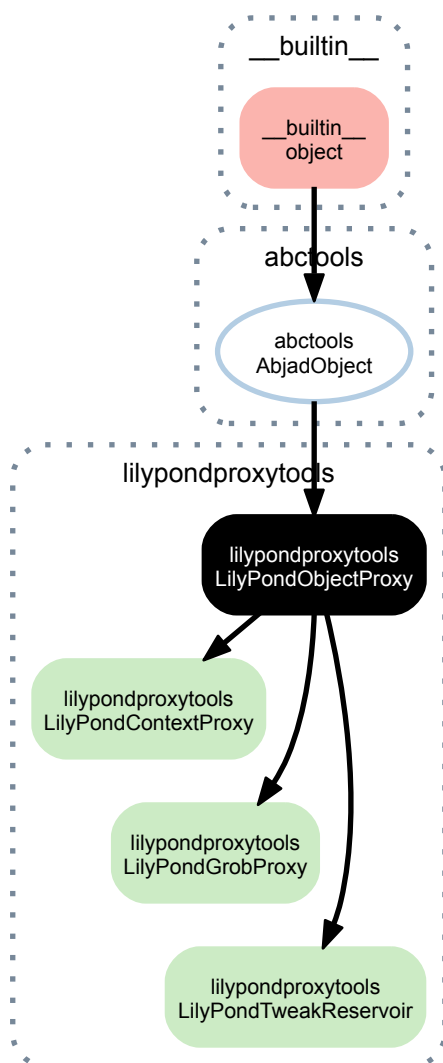 __builtin__
__builtin__
object
abctools
abctools
AbjadObject
lilypondproxytools
lilypondproxytools
LilyPondObjectProxy
lilypondproxytools
LilyPondContextProxy
lilypondproxytools
LilyPondGrobProxy
lilypondproxytools
LilyPondTweakReservoir